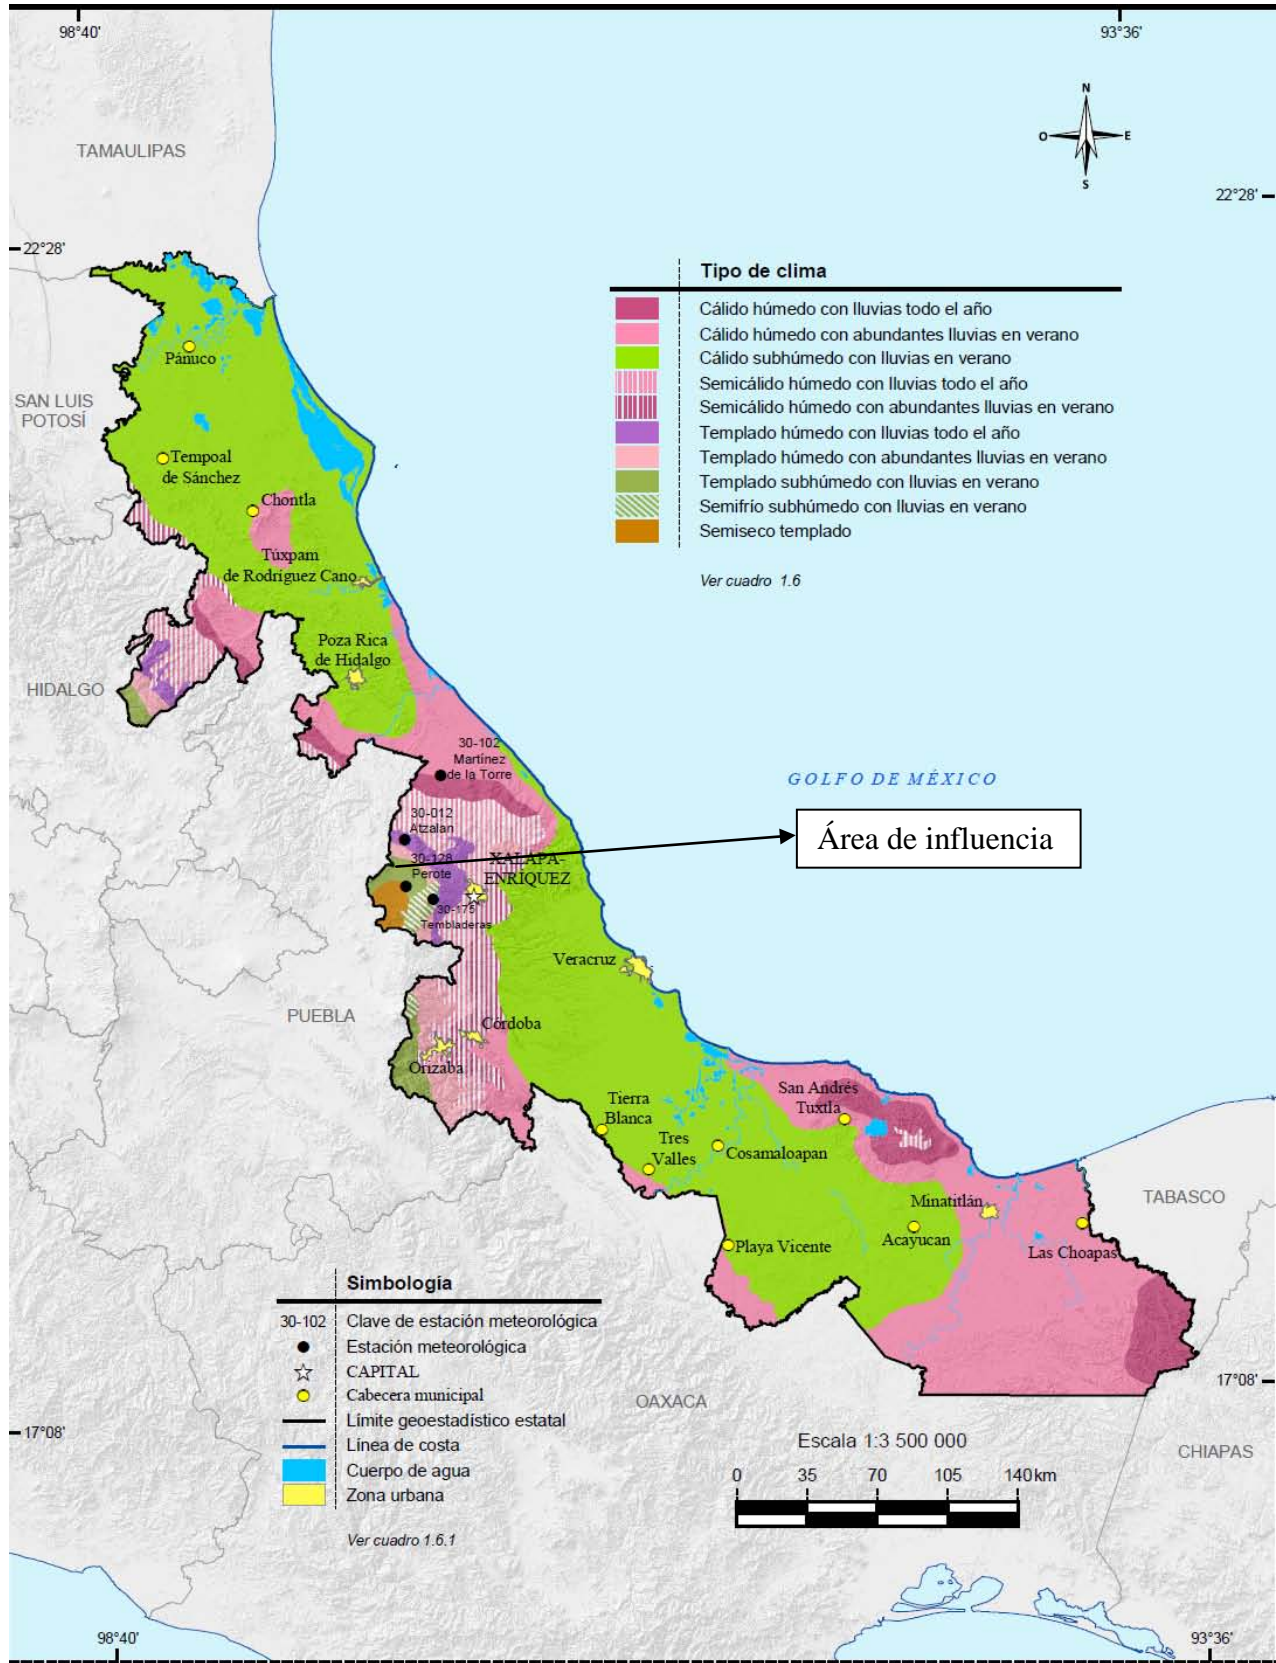 98°40'
93°36'
N
O
E
S
TAMAULIPAS
22°28'
22°28'
Tipo de clima
Cálido húmedo con lluvias todo el año
Cálido húmedo con abundantes lluvias en verano
Cálido subhúmedo con lluvias en verano
Semicálido húmedo con lluvias todo el año
Semicálido húmedo con abundantes lluvias en verano
Templado húmedo con lluvias todo el año
Templado húmedo con abundantes lluvias en verano
Templado subhúmedo con lluvias en verano
Semifrío subhúmedo con lluvias en verano
Semiseco templado
Ver cuadro 1.6
Pánuco
SAN LUIS
POTOSÍ
Tempoal
de Sánchez
Chontla
Túxpam
de Rodríguez Cano
Poza Rica
de Hidalgo
HIDALGO
30-102
Martínez
de la Torre
GOLFO DE MÉXICO
30-012
Atzalan
Área de influencia
30-128
Perote
XALAPA-
ENRÍQUEZ
30-175
Tembladeras
Veracruz
PUEBLA
Córdoba
Orizaba
San Andrés
Tuxtla
Tierra
Blanca
Tres
Valles
Cosamaloapan
TABASCO
Minatitlán
Acayucan
Las Choapas
Playa Vicente
Simbología
30-102 Clave de estación meteorológica
Estación meteorológica
CAPITAL
Cabecera municipal
Límite geoestadístico estatal
Línea de costa
Cuerpo de agua
Zona urbana
Ver cuadro 1.6.1
17°08'
OAXACA
17°08'
CHIAPAS
Escala 1:3 500 000
0 35 70 105 140 km
98°40'
93°36'